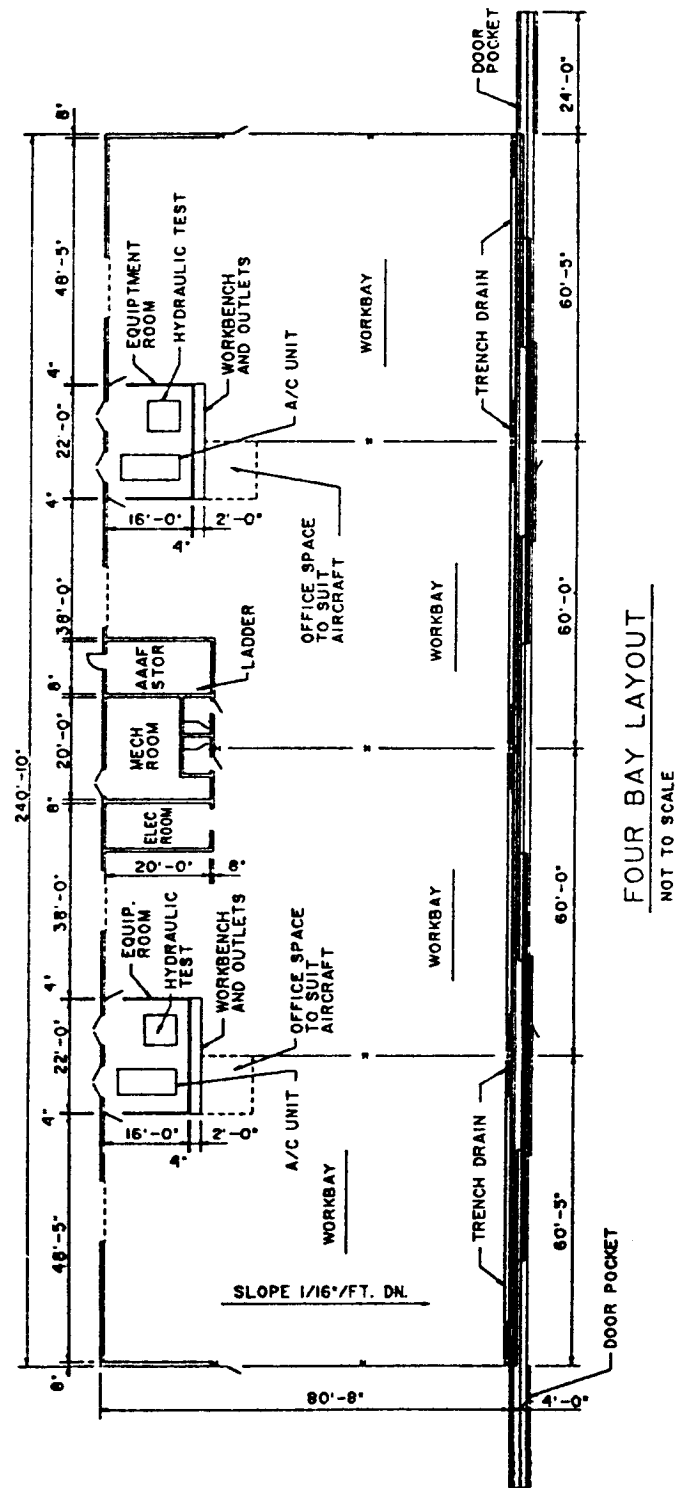 240'-10"
8"
48'-5"
4"
22'-0"
4'
38'-0"
8"
20'-0"
8"
38'-0"
4"
22'-0"
4"
48'-5"
8"
EQUIP.
ROOM
HYDRAULIC
TEST
WORKBENCH
AND OUTLETS
OFFICE SPACE
TO SUIT
AIRCRAFT
A/C UNIT
16'-0"
4"
2'-0"
ELEC
ROOM
MECH
ROOM
AAAF
STOR
20'-0"
8"
LADDER
EQUIPTMENT
ROOM
HYDRAULIC TEST
WORKBENCH
AND OUTLETS
A/C UNIT
OFFICE SPACE
TO SUIT
AIRCRAFT
16'-0"
4"
2'-0"
WORKBAY
WORKBAY
WORKBAY
WORKBAY
SLOPE 1/16"/FT. DN.
80'-8"
4'-0"
TRENCH DRAIN
TRENCH DRAIN
DOOR
POCKET
DOOR POCKET
60'-5"
60'-0"
60'-0"
60'-5"
24'-0"
FOUR BAY LAYOUT
NOT TO SCALE